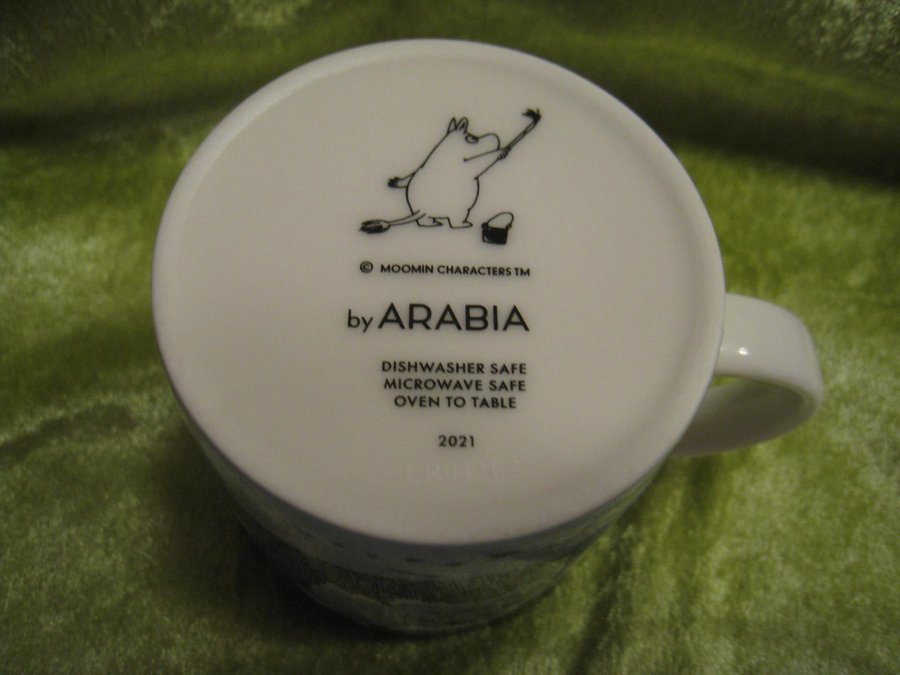 © MOOMIN CHARACTERS TM
by ARABIA
DISHWASHER SAFE
MICROWAVE SAFE
OVEN TO TABLE
2021